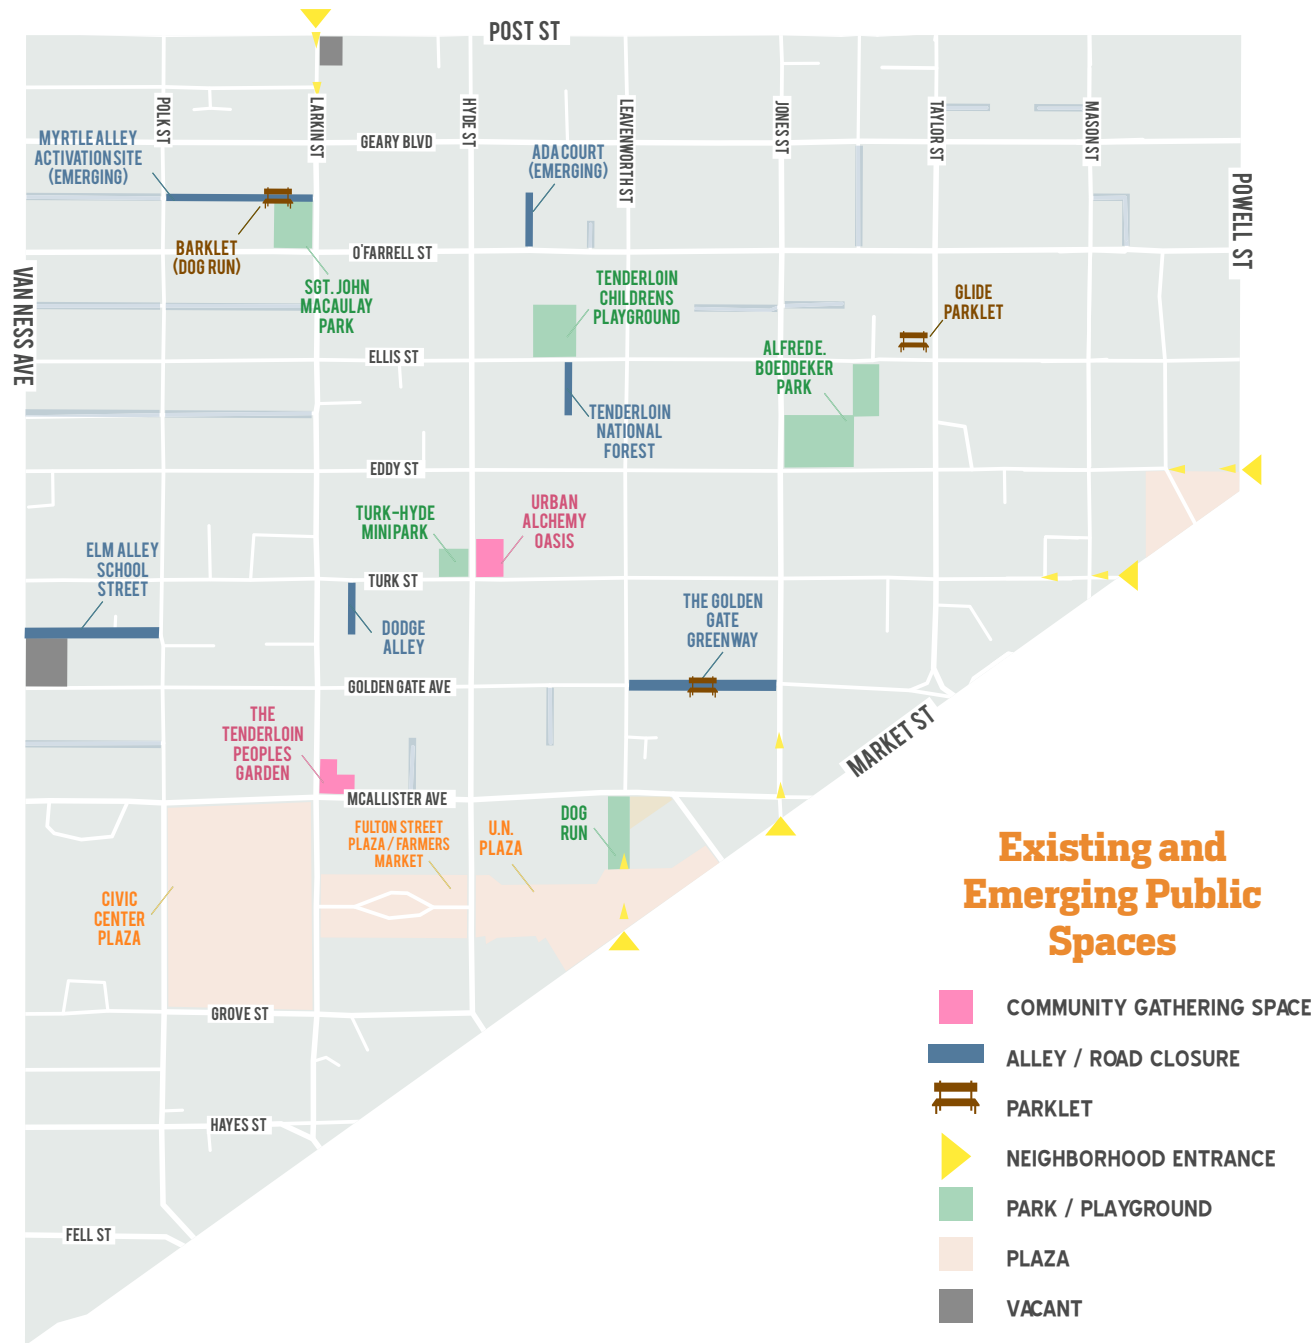 POST ST
POLK ST
LARKIN ST
HYDE ST
LEAVENWORTH ST
JONES ST
TAYLOR ST
MASON ST
POWELL ST
VAN NESS AVE
GEARY BLVD
MYRTLE ALLEY
ACTIVATION SITE
(EMERGING)
ADA COURT
(EMERGING)
BARKLET
(DOG RUN)
O'FARRELL ST
SGT. JOHN
MACAULAY
PARK
TENDERLOIN
CHILDRENS
PLAYGROUND
GLIDE
PARKLET
ELLIS ST
ALFRED E.
BOEDDEKER
PARK
TENDERLOIN
NATIONAL
FOREST
EDDY ST
TURK-HYDE
MINI PARK
URBAN
ALCHEMY
OASIS
ELM ALLEY
SCHOOL
STREET
TURK ST
DODGE
ALLEY
THE GOLDEN
GATE
GREENWAY
GOLDEN GATE AVE
MARKET ST
THE
TENDERLOIN
PEOPLES
GARDEN
MCALLISTER AVE
FULTON STREET
PLAZA / FARMERS
MARKET
U.N.
PLAZA
DOG
RUN
CIVIC
CENTER
PLAZA
GROVE ST
HAYES ST
FELL ST
Existing and
Emerging Public
Spaces
COMMUNITY GATHERING SPACE
ALLEY / ROAD CLOSURE
PARKLET
NEIGHBORHOOD ENTRANCE
PARK / PLAYGROUND
PLAZA
VACANT